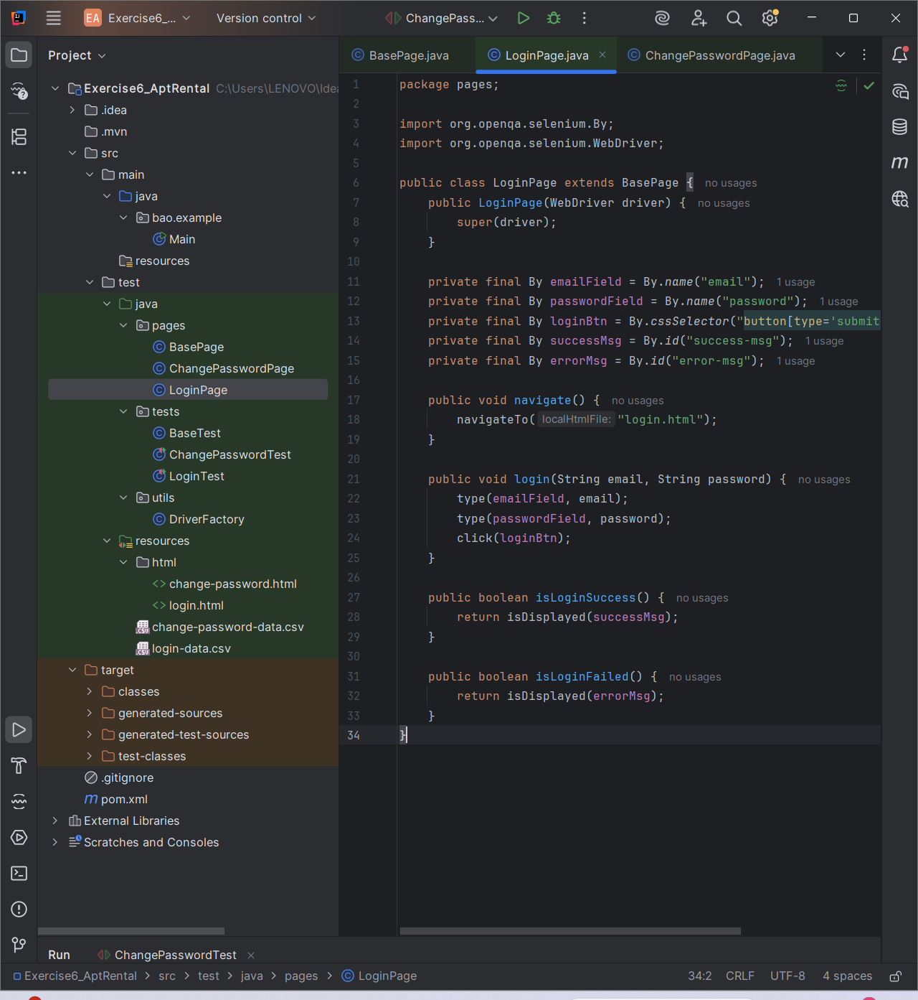 EA Exercise6_... Version control ChangePass...
Project
BasePage.java LoginPage.java ChangePasswordPage.java
Exercise6_AptRental C:\Users\LENOVO\Idea
.idea
.mvn
src
main
java
bao.example
Main
resources
test
java
pages
BasePage
ChangePasswordPage
LoginPage
tests
BaseTest
ChangePasswordTest
LoginTest
utils
DriverFactory
resources
html
change-password.html
login.html
change-password-data.csv
login-data.csv
target
classes
generated-sources
generated-test-sources
test-classes
.gitignore
pom.xml
External Libraries
Scratches and Consoles
1 package pages;
2
3 import org.openqa.selenium.By;
4 import org.openqa.selenium.WebDriver;
5
6 public class LoginPage extends BasePage { no usages
7 public LoginPage(WebDriver driver) { no usages
8 super(driver);
9 }
10
11 private final By emailField = By.name("email"); 1 usage
12 private final By passwordField = By.name("password"); 1 usage
13 private final By loginBtn = By.cssSelector("button[type='submit
14 private final By successMsg = By.id("success-msg"); 1 usage
15 private final By errorMsg = By.id("error-msg"); 1 usage
16
17 public void navigate() { no usages
18 navigateTo( localHtmlFile: "login.html");
19 }
20
21 public void login(String email, String password) { no usages
22 type(emailField, email);
23 type(passwordField, password);
24 click(loginBtn);
25 }
26
27 public boolean isLoginSuccess() { no usages
28 return isDisplayed(successMsg);
29 }
30
31 public boolean isLoginFailed() { no usages
32 return isDisplayed(errorMsg);
33 }
34 }
Run ChangePasswordTest
Exercise6_AptRental > src > test > java > pages > LoginPage 34:2 CRLF UTF-8 4 spaces